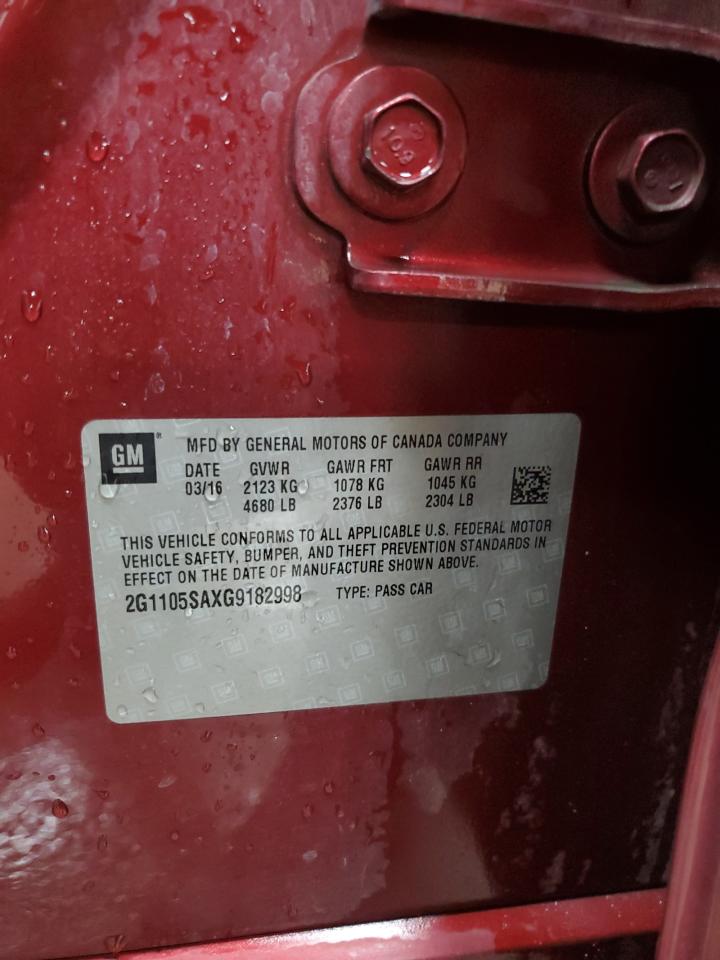 GM ® MFD BY GENERAL MOTORS OF CANADA COMPANY
DATE GVWR GAWR FRT GAWR RR
03/16 2123 KG 1078 KG 1045 KG
4680 LB 2376 LB 2304 LB
THIS VEHICLE CONFORMS TO ALL APPLICABLE U.S. FEDERAL MOTOR
VEHICLE SAFETY, BUMPER, AND THEFT PREVENTION STANDARDS IN
EFFECT ON THE DATE OF MANUFACTURE SHOWN ABOVE.
2G1105SAXG9182998 TYPE: PASS CAR